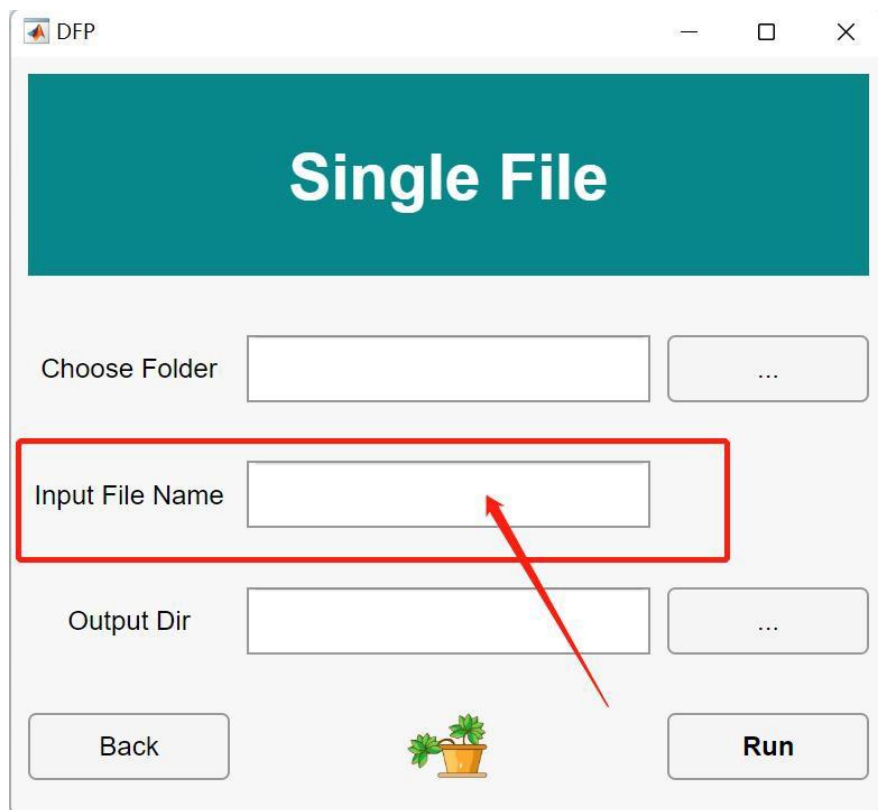 DFP
Single File
Choose Folder
...
Input File Name
Output Dir
...
Back
Run